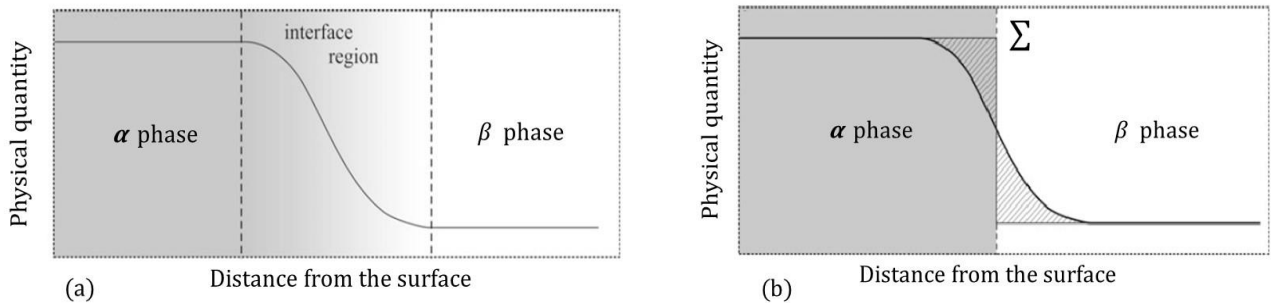 Physical quantity
interface
region
α phase
β phase
Distance from the surface
(a)
Physical quantity
Σ
α phase
β phase
Distance from the surface
(b)